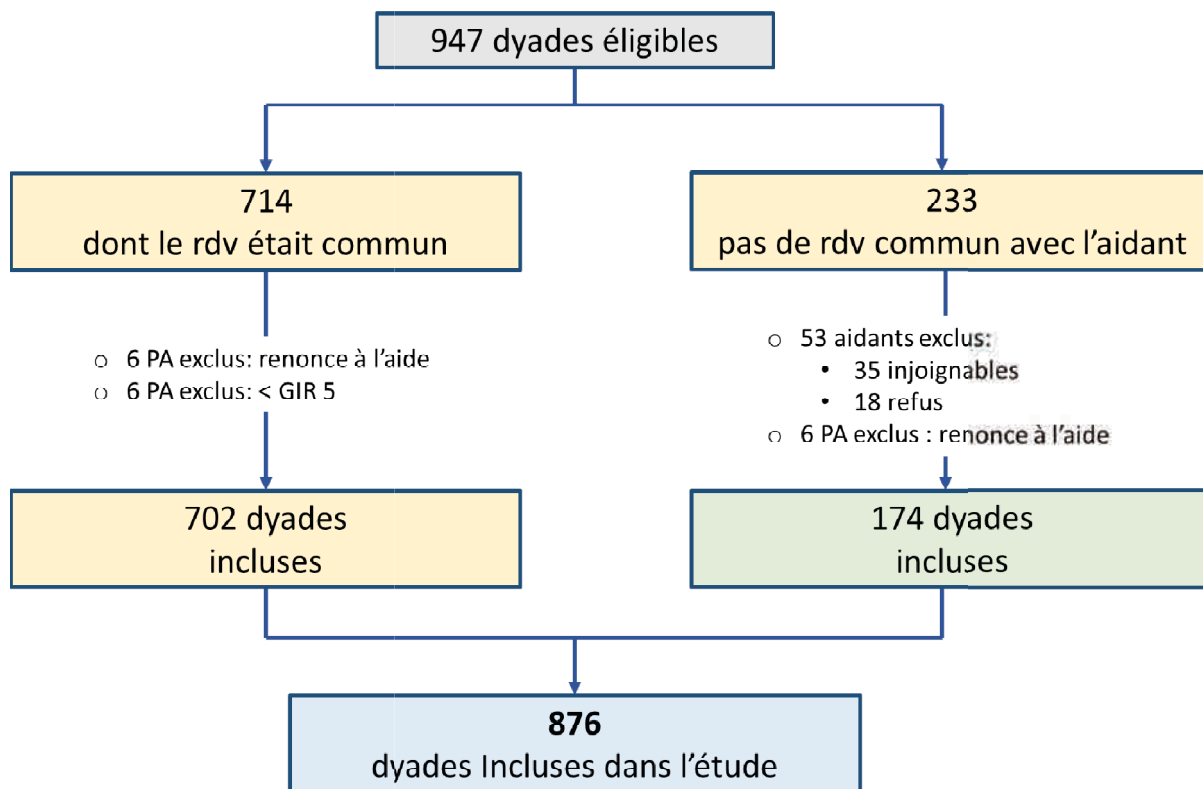 947 dyades éligibles
714
dont le rdv était commun
233
pas de rdv commun avec l'aidant
o 6 PA exclus: renonce à l'aide
o 6 PA exclus: < GIR 5
o 53 aidants exclus:
• 35 injoignables
• 18 refus
o 6 PA exclus : renonce à l'aide
702 dyades
incluses
174 dyades
incluses
876
dyades Incluses dans l'étude